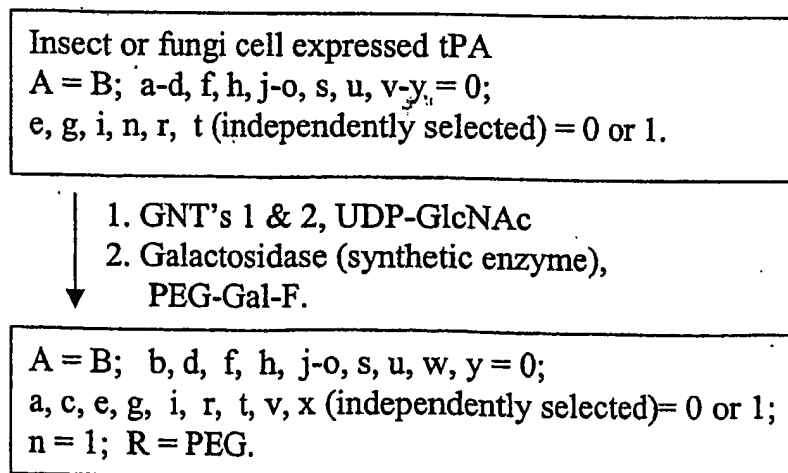 Insect or fungi cell expressed tPA
A = B; a-d, f, h, j-o, s, u, v-y, = 0;
e, g, i, n, r, t (independently selected) = 0 or 1.
1. GNT's 1 & 2, UDP-GlcNAc
2. Galactosidase (synthetic enzyme),
PEG-Gal-F.
A = B; b, d, f, h, j-o, s, u, w, y = 0;
a, c, e, g, i, r, t, v, x (independently selected)= 0 or 1;
n = 1; R = PEG.